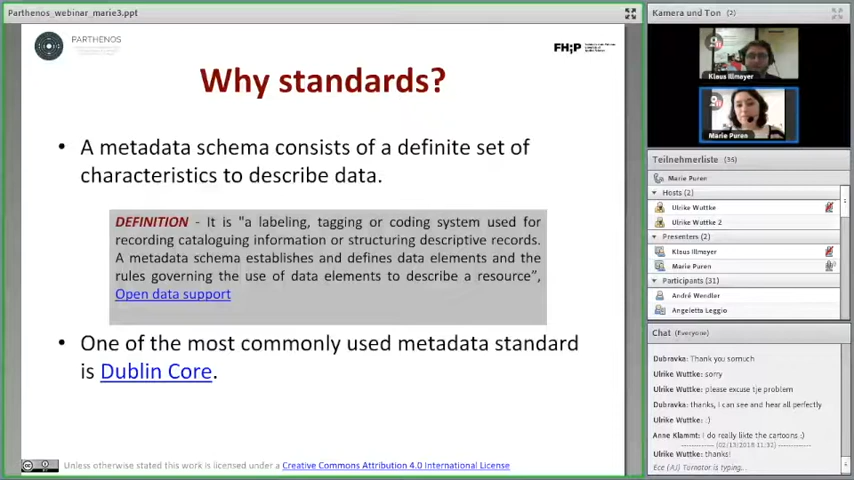 Parthenos_webinar_marie3.ppt
PARTHENOS
FH;P
Why standards?
• A metadata schema consists of a definite set of
characteristics to describe data.
DEFINITION - It is "a labeling, tagging or coding system used for
recording cataloguing information or structuring descriptive records.
A metadata schema establishes and defines data elements and the
rules governing the use of data elements to describe a resource”,
Open data support
• One of the most commonly used metadata standard
is Dublin Core.
Unless otherwise stated this work is licensed under a Creative Commons Attribution 4.0 International License
Kamera und Ton (2)
Klaus Illmayer
Marie Puren
Teilnehmerliste (35)
Marie Puren
Hosts (2)
Ulrike Wuttke
Ulrike Wuttke 2
Presenters (2)
Klaus Illmayer
Marie Puren
Participants (31)
André Wendler
Angeletta Leggio
Chat (Everyone)
Dubravka: Thank you somuch
Ulrike Wuttke: sorry
Ulrike Wuttke: please excuse tje problem
Dubravka: thanks, I can see and hear all perfectly
Ulrike Wuttke: :)
Anne Klammt: I do really likte the cartoons ;)
(02/13/2018 11:32)
Ulrike Wuttke: thanks!
Ece (AJ) Turnator is typing...